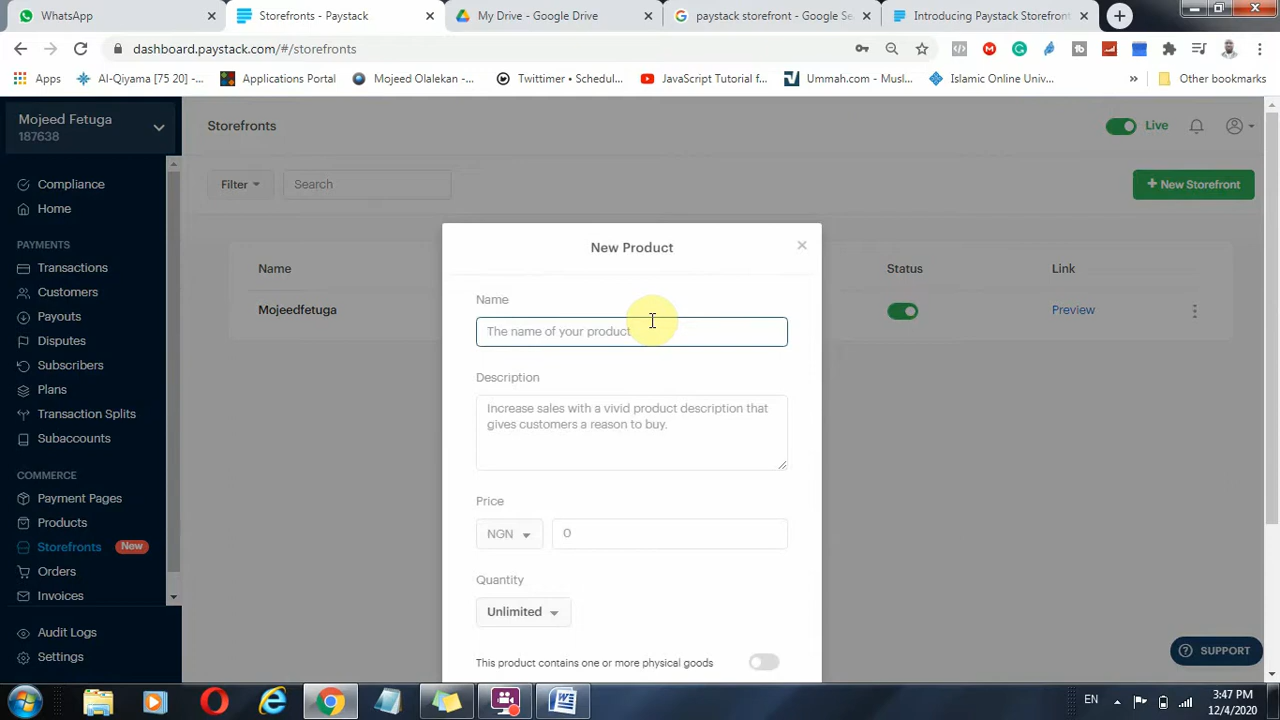 WhatsApp
Storefronts - Paystack
My Drive - Google Drive
paystack storefront - Google Se
Introducing Paystack Storefront
dashboard.paystack.com/#/storefronts
Apps
Al-Qiyama [75 20] -...
Applications Portal
Mojeed Olalekan -...
Twittimer • Schedul...
JavaScript Tutorial f...
Ummah.com - Musl...
Islamic Online Univ...
»
Other bookmarks
Mojeed Fetuga
187638
Storefronts
Live
Compliance
Home
Filter
Search
+ New Storefront
PAYMENTS
Transactions
Customers
Payouts
Disputes
Subscribers
Plans
Transaction Splits
Subaccounts
COMMERCE
Payment Pages
Products
Storefronts
New
Orders
Invoices
Audit Logs
Settings
Name
Status
Link
Mojeedfetuga
Preview
New Product
×
Name
The name of your product
Description
Increase sales with a vivid product description that
gives customers a reason to buy.
Price
NGN
0
Quantity
Unlimited
This product contains one or more physical goods
SUPPORT
EN
3:47 PM
12/4/2020